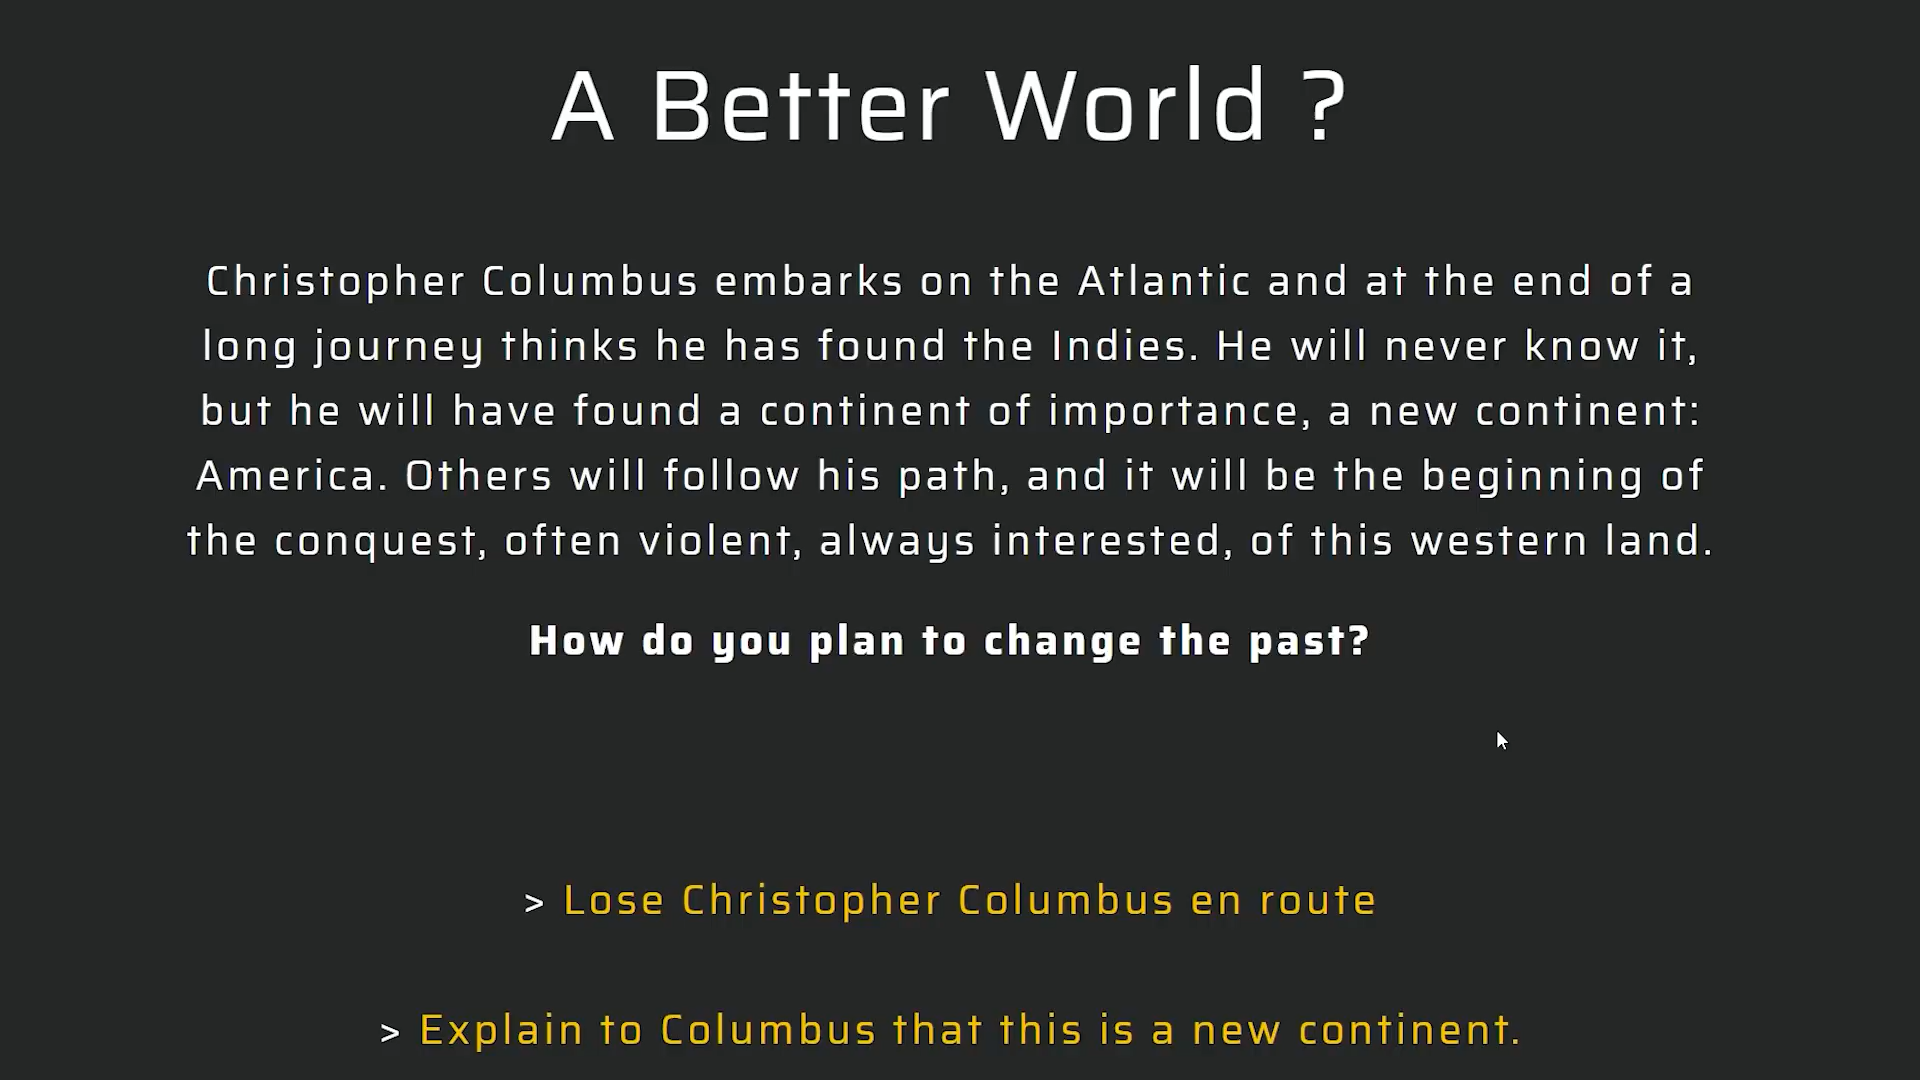 A Better World ?
Christopher Columbus embarks on the Atlantic and at the end of a
long journey thinks he has found the Indies. He will never know it,
but he will have found a continent of importance, a new continent:
America. Others will follow his path, and it will be the beginning of
the conquest, often violent, always interested, of this western land.
How do you plan to change the past?
> Lose Christopher Columbus en route
> Explain to Columbus that this is a new continent.